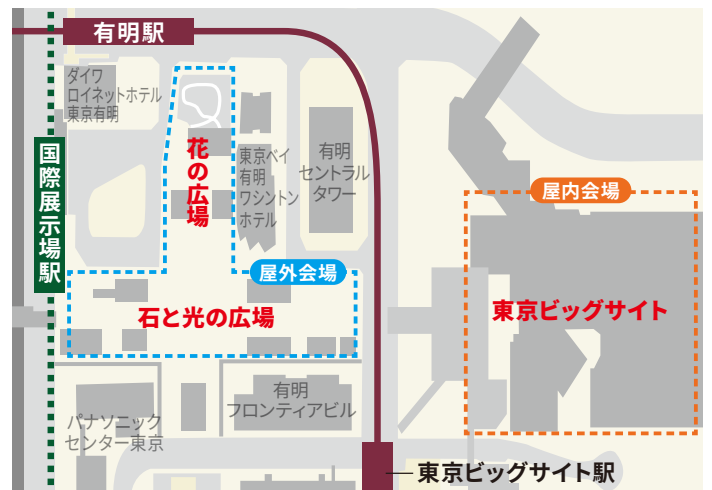 有明駅
ダイワ
ロイネットホテル
東京有明
国際展示場駅
花の広場
東京ベイ
有明
ワシントン
ホテル
有明
セントラル
タワー
屋内会場
屋外会場
石と光の広場
東京ビッグサイト
有明
フロンティアビル
パナソニック
センター東京
東京ビッグサイト駅